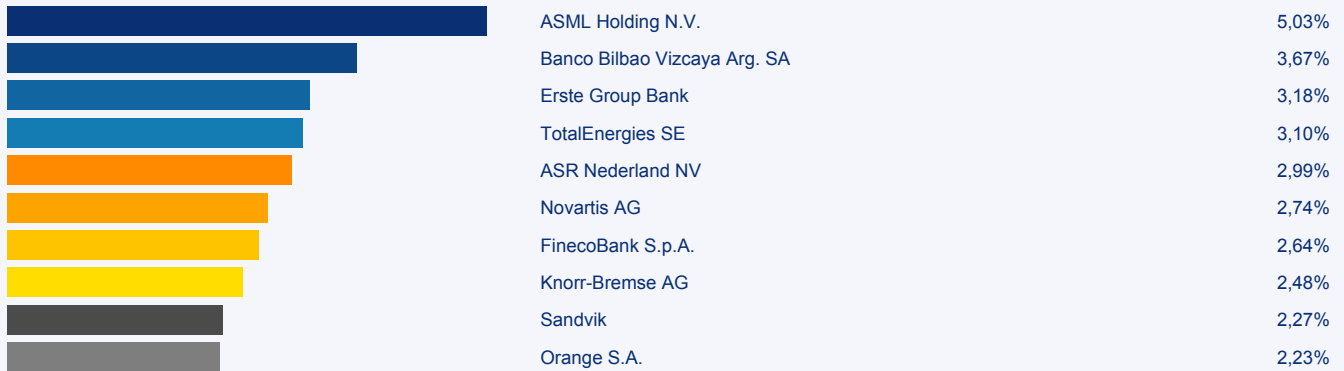 ASML Holding N.V. 5,03%
Banco Bilbao Vizcaya Arg. SA 3,67%
Erste Group Bank 3,18%
TotalEnergies SE 3,10%
ASR Nederland NV 2,99%
Novartis AG 2,74%
FinecoBank S.p.A. 2,64%
Knorr-Bremse AG 2,48%
Sandvik 2,27%
Orange S.A. 2,23%